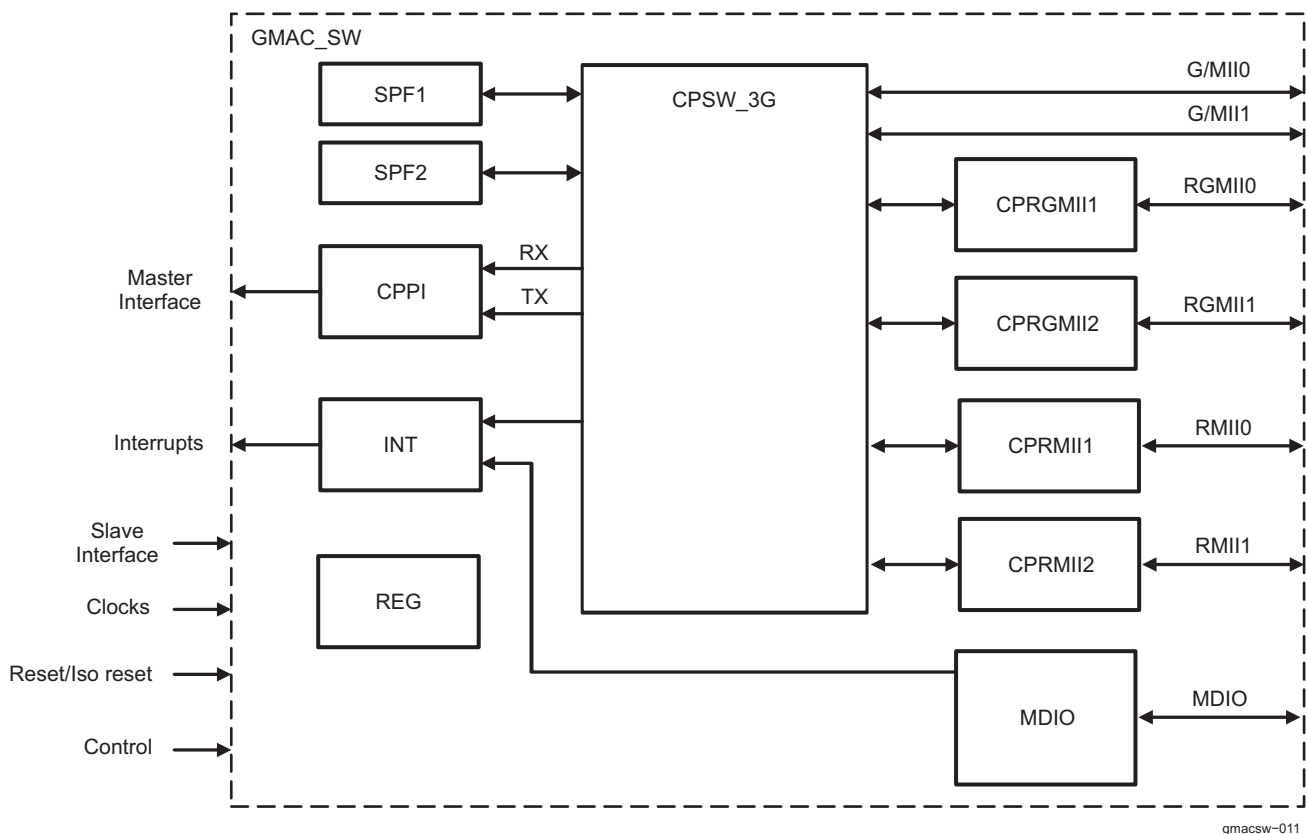 GMAC_SW
SPF1
SPF2
CPSW_3G
G/MII0
G/MII1
CPRGMII1
RGMII0
Master
Interface
CPPI
RX
TX
CPRGMII2
RGMII1
Interrupts
INT
CPRMII1
RMII0
Slave
Interface
CPRMII2
RMII1
Clocks
REG
Reset/Iso reset
Control
MDIO
MDIO
gmacsw-011